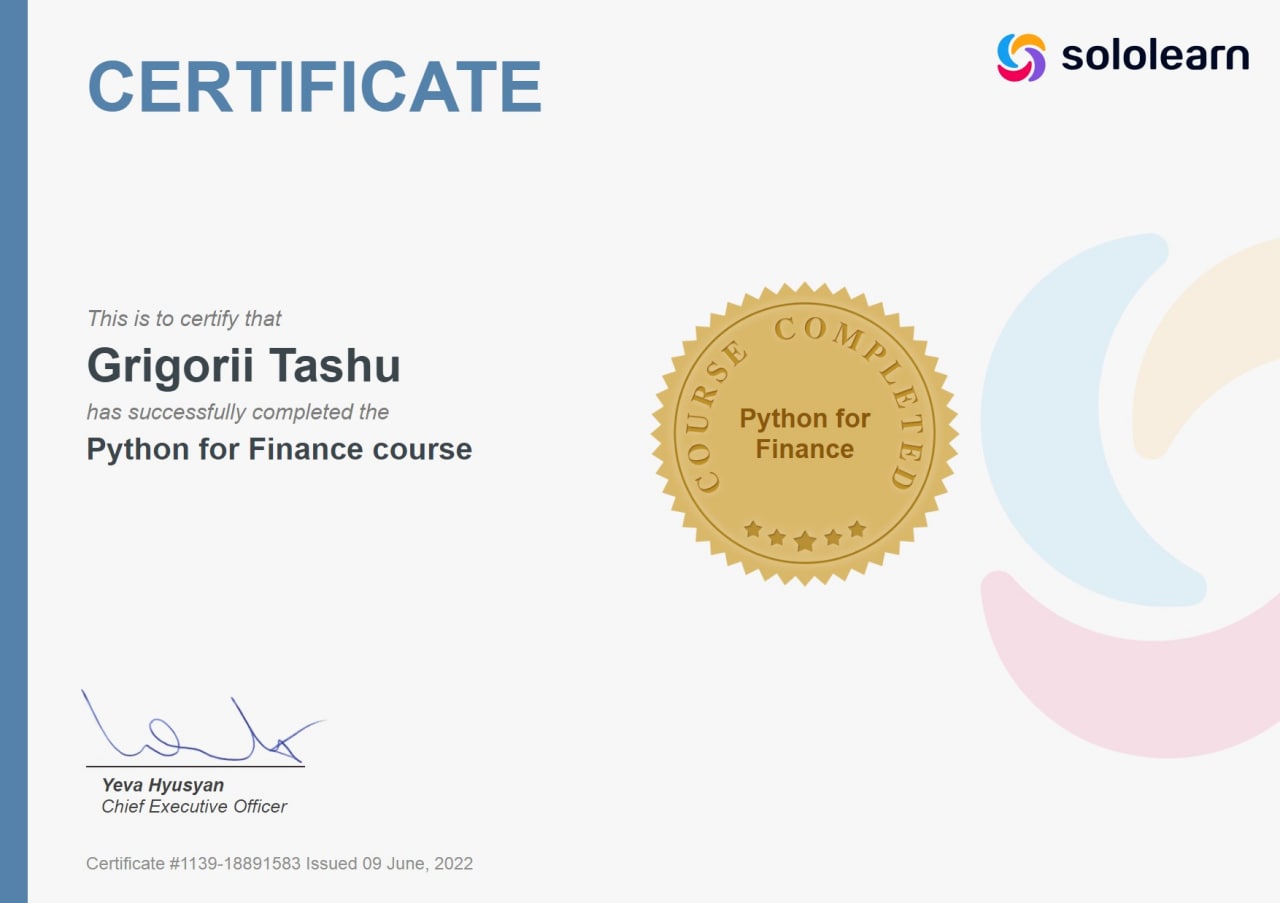 CERTIFICATE
sololearn
This is to certify that
Grigorii Tashu
has successfully completed the
Python for Finance course
COURSE COMPLETED
Python for
Finance
Yeva Hyusyan
Chief Executive Officer
Certificate #1139-18891583 Issued 09 June, 2022